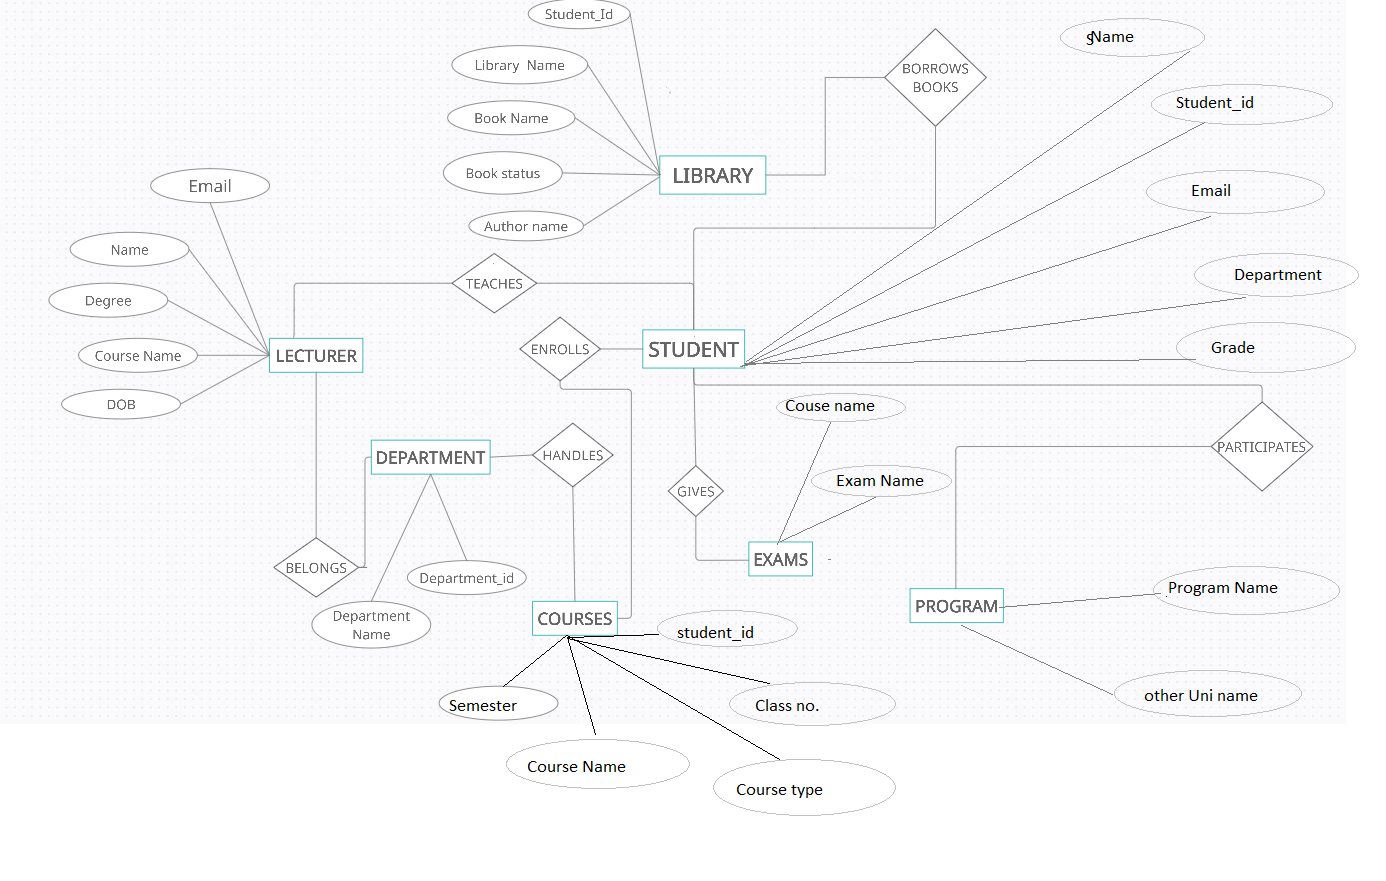 Student_Id
Library Name
Book Name
Book status
Author name
LIBRARY
BORROWS
BOOKS
sName
Student_id
Email
Department
Grade
Email
Name
Degree
Course Name
DOB
LECTURER
TEACHES
ENROLLS
STUDENT
PARTICIPATES
Couse name
Exam Name
GIVES
EXAMS
DEPARTMENT
HANDLES
BELONGS
Department_id
Department
Name
COURSES
student_id
Semester
Class no.
Course Name
Course type
PROGRAM
Program Name
other Uni name